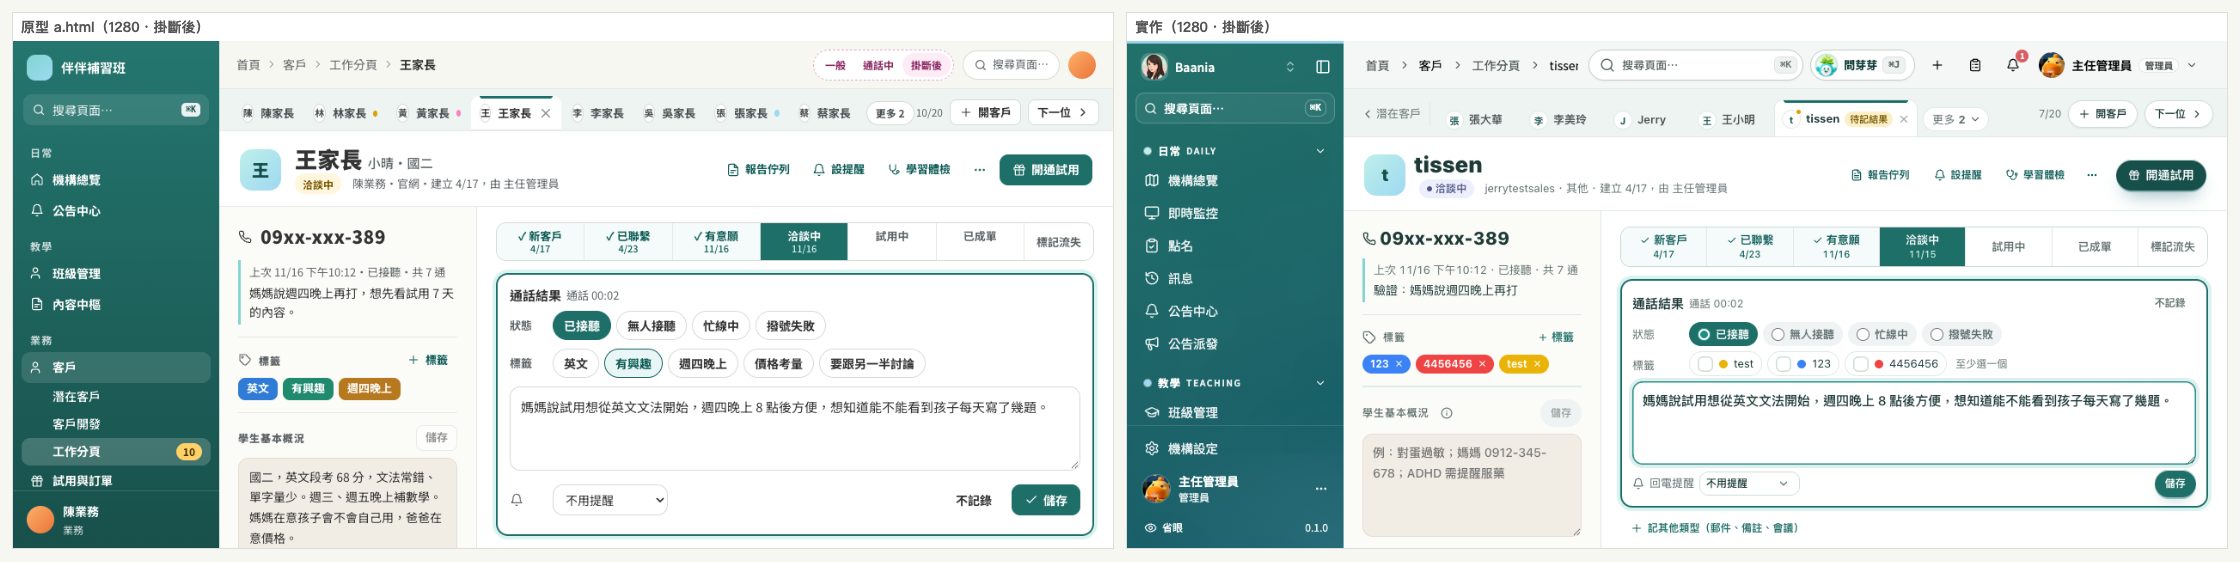 原型 a.html（1280 · 掛斷後）
伴伴補習班
搜尋頁面⋯ ⌘K
日常
機構總覽
公告中心
教學
班級管理
內容中樞
業務
客戶
潛在客戶
客戶開發
工作分頁 10
試用與訂單
陳業務
業務
首頁 > 客戶 > 工作分頁 > 王家長
一般 通話中 掛斷後
搜尋頁面⋯
陳 陳家長 林 林家長 黃 黃家長 王 王家長 × 李 李家長 吳 吳家長 張 張家長 蔡 蔡家長 更多 2 10/20 + 開客戶 下一位 >
王 王家長 小晴・國二
洽談中 陳業務・官網・建立 4/17，由 主任管理員
報告佇列 設提醒 學習體檢 ⋯ 開通試用
09xx-xxx-389
上次 11/16 下午10:12・已接聽・共 7 通
媽媽說週四晚上再打，想先看試用 7 天
的內容。
標籤 + 標籤
英文 有興趣 週四晚上
學生基本概況 儲存
國二，英文段考 68 分，文法常錯、
單字量少。週三、週五晚上補數學。
媽媽在意孩子會不會自己用，爸爸在
意價格。
✓ 新客戶 ✓ 已聯繫 ✓ 有意願 洽談中 試用中 已成單 標記流失
4/17 4/23 11/16 11/16
通話結果 通話 00:02
狀態 已接聽 無人接聽 忙線中 撥號失敗
標籤 英文 有興趣 週四晚上 價格考量 要跟另一半討論
媽媽說試用想從英文文法開始，週四晚上 8 點後方便，想知道能不能看到孩子每天寫了幾題。
不用提醒 不記錄 ✓ 儲存
實作（1280 · 掛斷後）
Baania
搜尋頁面⋯ ⌘K
日常 DAILY
機構總覽
即時監控
點名
訊息
公告中心
公告派發
教學 TEACHING
班級管理
機構設定
主任管理員
管理員
⋯
省眼 0.1.0
首頁 > 客戶 > 工作分頁 > tisser
搜尋頁面⋯ ⌘K
問芽芽 ⌘J
+ 1 主任管理員 管理員
< 潛在客戶 張 張大華 李 李美玲 J Jerry 王 王小明 t tissen 待記結果 × 更多 2 7/20 + 開客戶 下一位 >
t tissen
洽談中 jerrytestsales・其他・建立 4/17・由 主任管理員
報告佇列 設提醒 學習體檢 ⋯ 開通試用
09xx-xxx-389
上次 11/16 下午10:12・已接聽・共 7 通
驗證：媽媽說週四晚上再打
標籤 + 標籤
123 × 4456456 × test ×
學生基本概況 儲存
例：對蛋過敏；媽媽 0912-345-
678；ADHD 需提醒服藥
✓ 新客戶 ✓ 已聯繫 ✓ 有意願 洽談中 試用中 已成單 標記流失
4/17 4/23 11/16 11/15
通話結果 通話 00:02 不記錄
狀態 已接聽 無人接聽 忙線中 撥號失敗
標籤 test 123 4456456 至少選一個
媽媽說試用想從英文文法開始，週四晚上 8 點後方便，想知道能不能看到孩子每天寫了幾題。
回電提醒 不用提醒 儲存
+ 記其他類型（郵件、備註、會議）